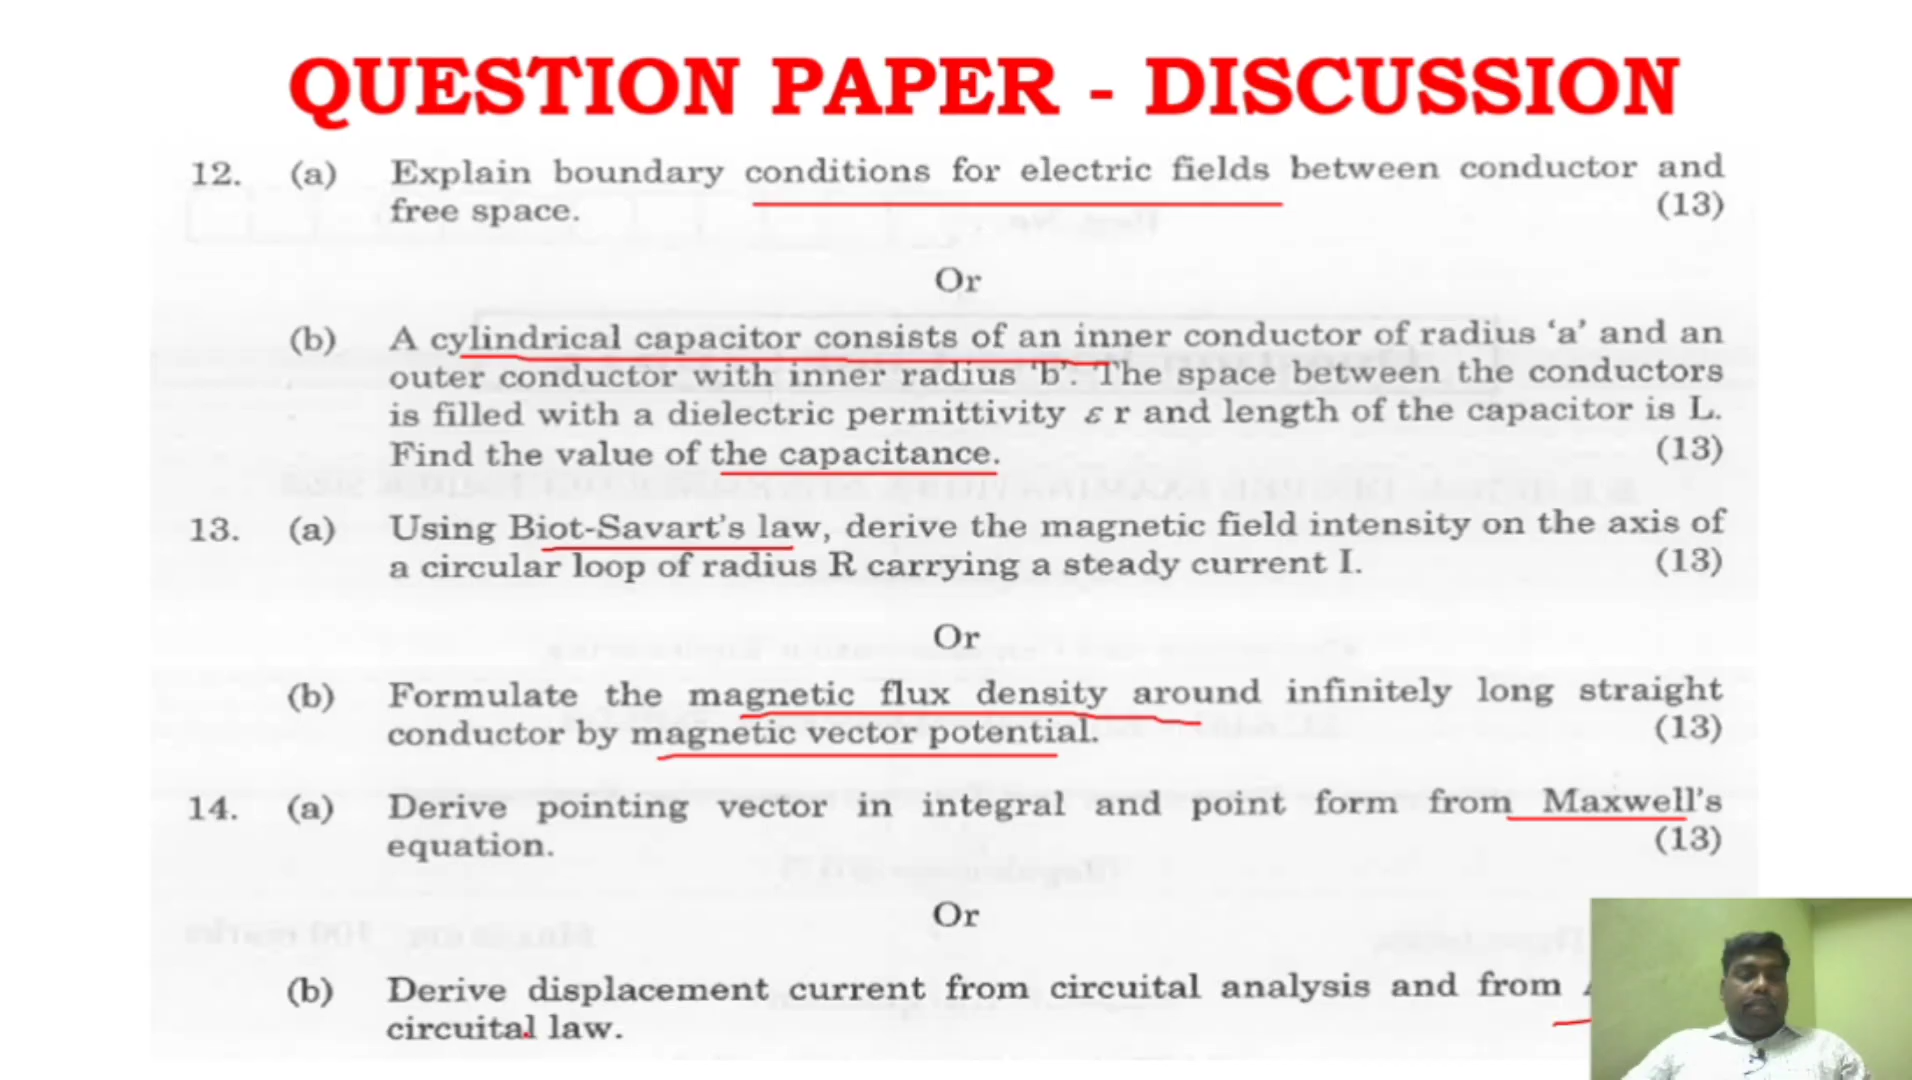 QUESTION PAPER - DISCUSSION
12. (a) Explain boundary conditions for electric fields between conductor and
free space. (13)
Or
(b) A cylindrical capacitor consists of an inner conductor of radius ‘a’ and an
outer conductor with inner radius ‘b’. The space between the conductors
is filled with a dielectric permittivity ε r and length of the capacitor is L.
Find the value of the capacitance. (13)
13. (a) Using Biot-Savart’s law, derive the magnetic field intensity on the axis of
a circular loop of radius R carrying a steady current I. (13)
Or
(b) Formulate the magnetic flux density around infinitely long straight
conductor by magnetic vector potential. (13)
14. (a) Derive pointing vector in integral and point form from Maxwell’s
equation. (13)
Or
(b) Derive displacement current from circuital analysis and from
circuital law.